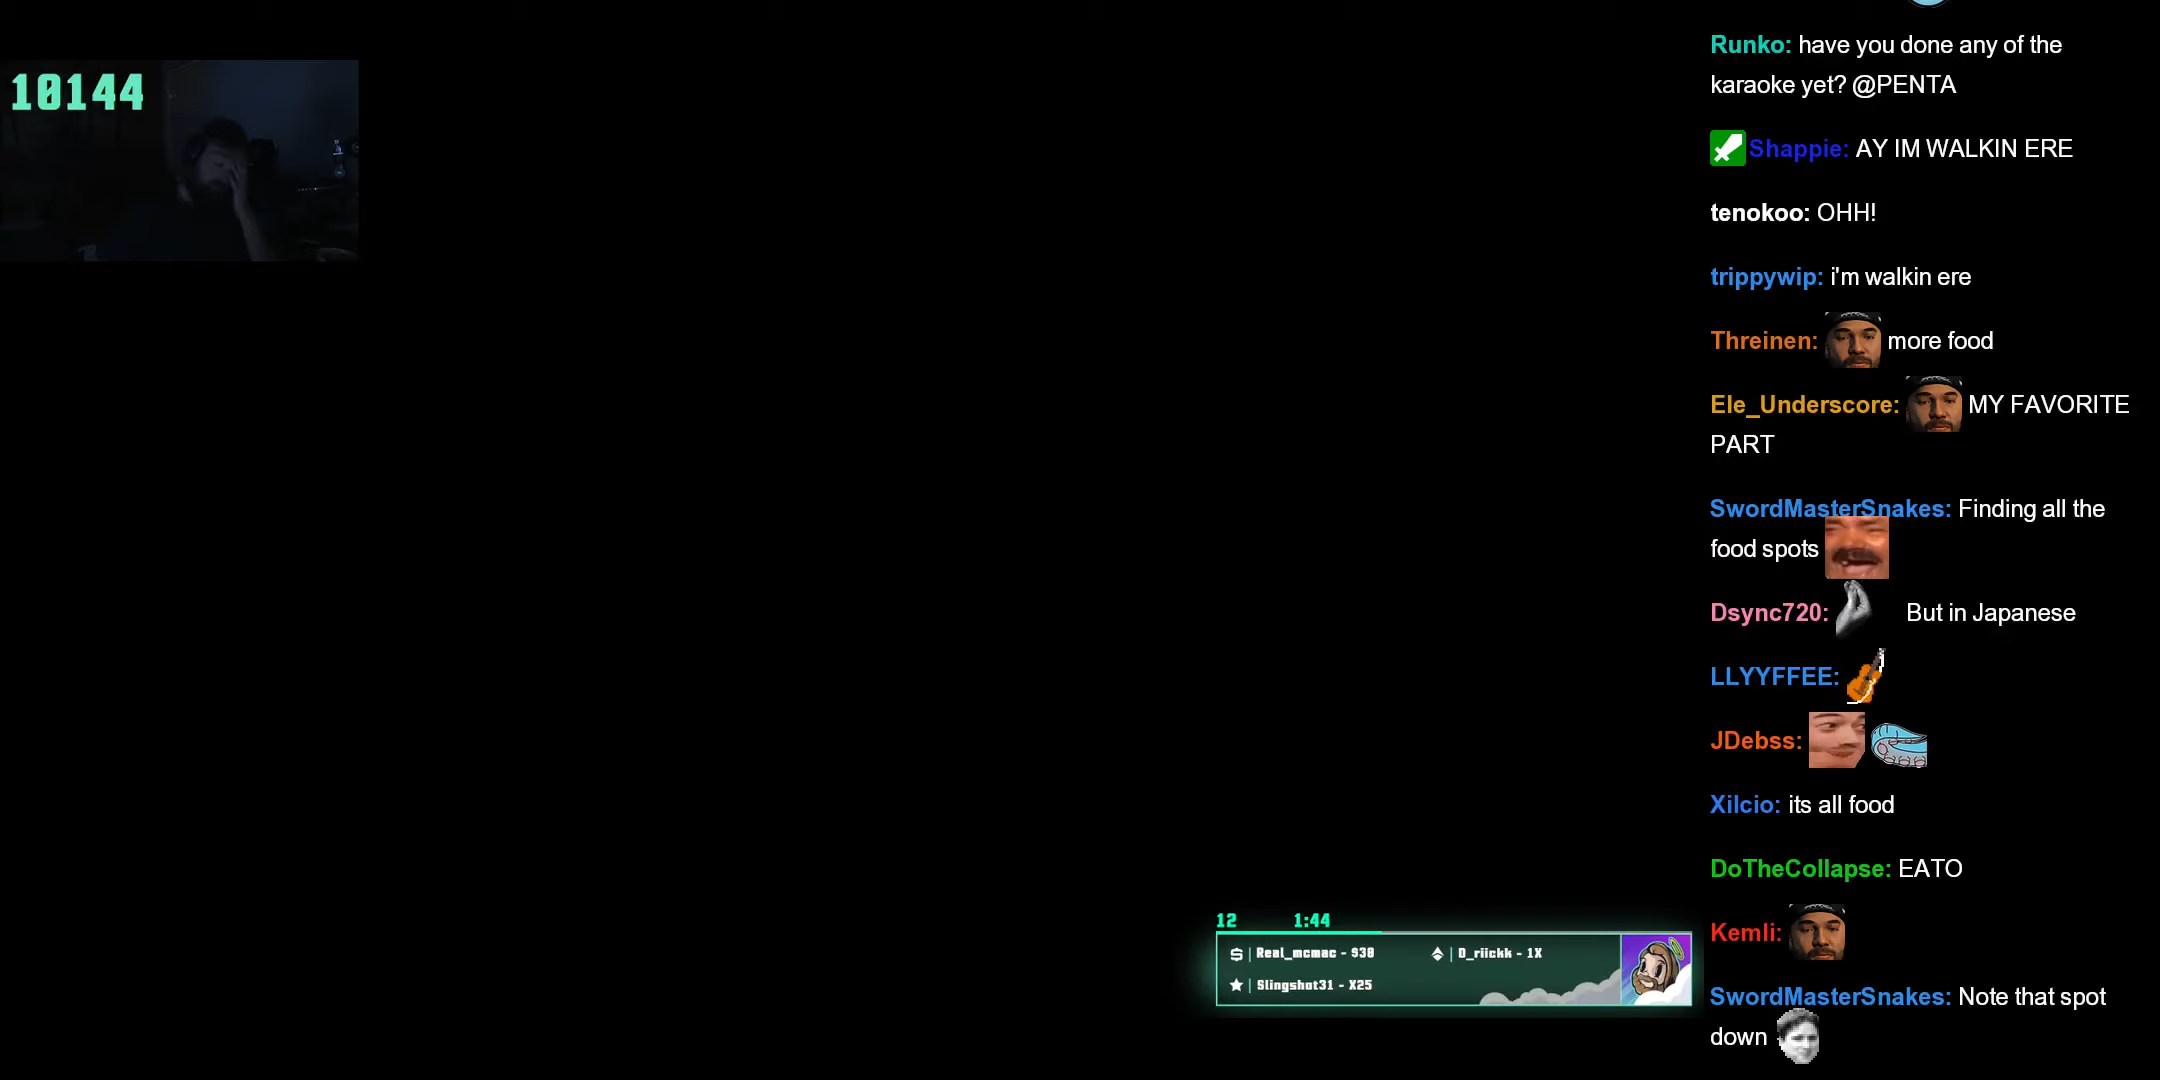 10144
Runko: have you done any of the
karaoke yet? @PENTA
Shappie: AY IM WALKIN ERE
tenokoo: OHH!
trippywip: i'm walkin ere
Threinen: more food
Ele_Underscore: MY FAVORITE
PART
SwordMasterSnakes: Finding all the
food spots
Dsync720: But in Japanese
LLYYFFEE:
JDebss:
Xilcio: its all food
DoTheCollapse: EATO
Kemli:
SwordMasterSnakes: Note that spot
down
12 1:44
$ | Real_mcmac - $30 | D_riickk - 1X
★ | Slingshot31 - X25